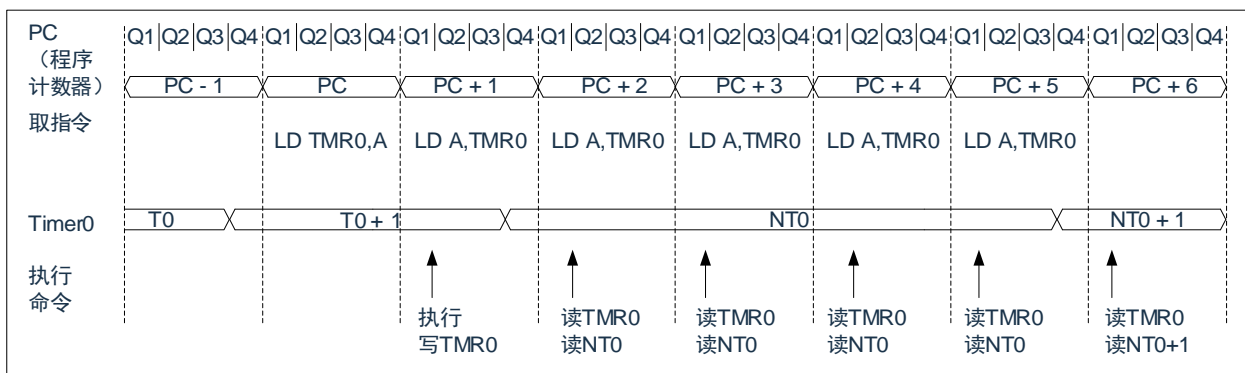 PC
（程序
计数器）
Q1 Q2 Q3 Q4 Q1 Q2 Q3 Q4 Q1 Q2 Q3 Q4 Q1 Q2 Q3 Q4 Q1 Q2 Q3 Q4 Q1 Q2 Q3 Q4 Q1 Q2 Q3 Q4 Q1 Q2 Q3 Q4
PC - 1 PC PC + 1 PC + 2 PC + 3 PC + 4 PC + 5 PC + 6
取指令
LD TMR0,A LD A,TMR0 LD A,TMR0 LD A,TMR0 LD A,TMR0 LD A,TMR0
Timer0 T0 T0 + 1 NT0 NT0 + 1
执行
命令
执行 读TMR0 读TMR0 读TMR0 读TMR0 读TMR0
写TMR0 读NT0 读NT0 读NT0 读NT0 读NT0+1